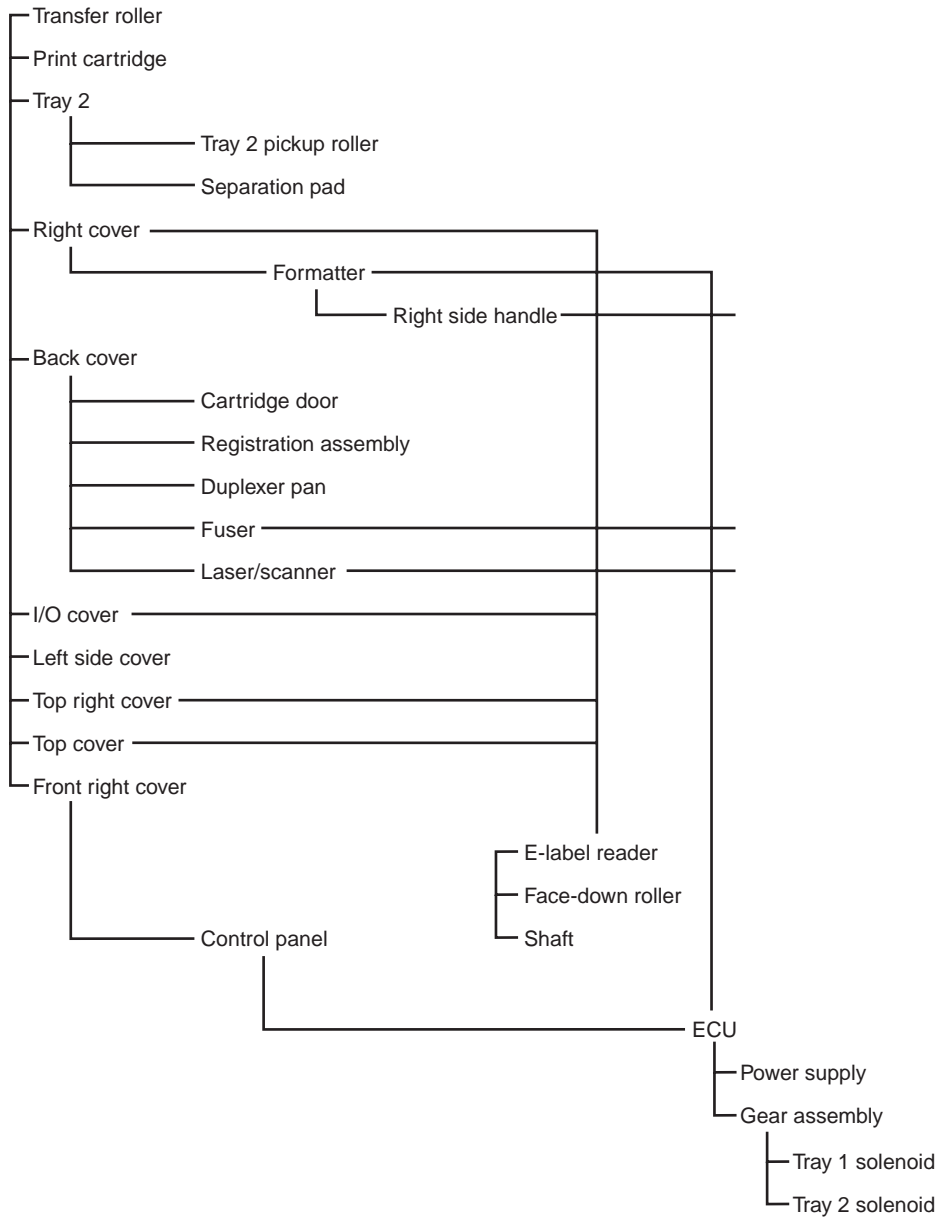 Transfer roller
Print cartridge
Tray 2
Tray 2 pickup roller
Separation pad
Right cover
Formatter
Right side handle
Back cover
Cartridge door
Registration assembly
Duplexer pan
Fuser
Laser/scanner
I/O cover
Left side cover
Top right cover
Top cover
Front right cover
E-label reader
Face-down roller
Control panel
Shaft
ECU
Power supply
Gear assembly
Tray 1 solenoid
Tray 2 solenoid